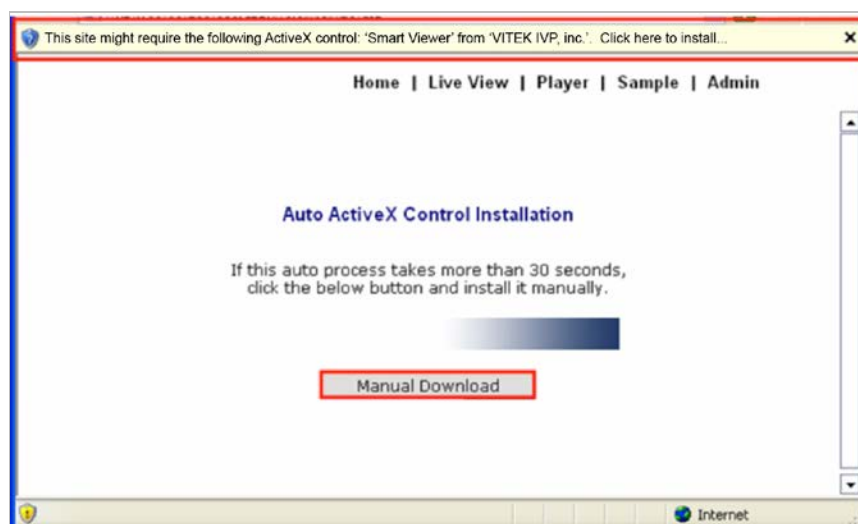 This site might require the following ActiveX control: ‘Smart Viewer’ from ‘VITEK IVP, inc.’. Click here to install...
Home | Live View | Player | Sample | Admin
Auto ActiveX Control Installation
If this auto process takes more than 30 seconds,
click the below button and install it manually.
Manual Download
Internet